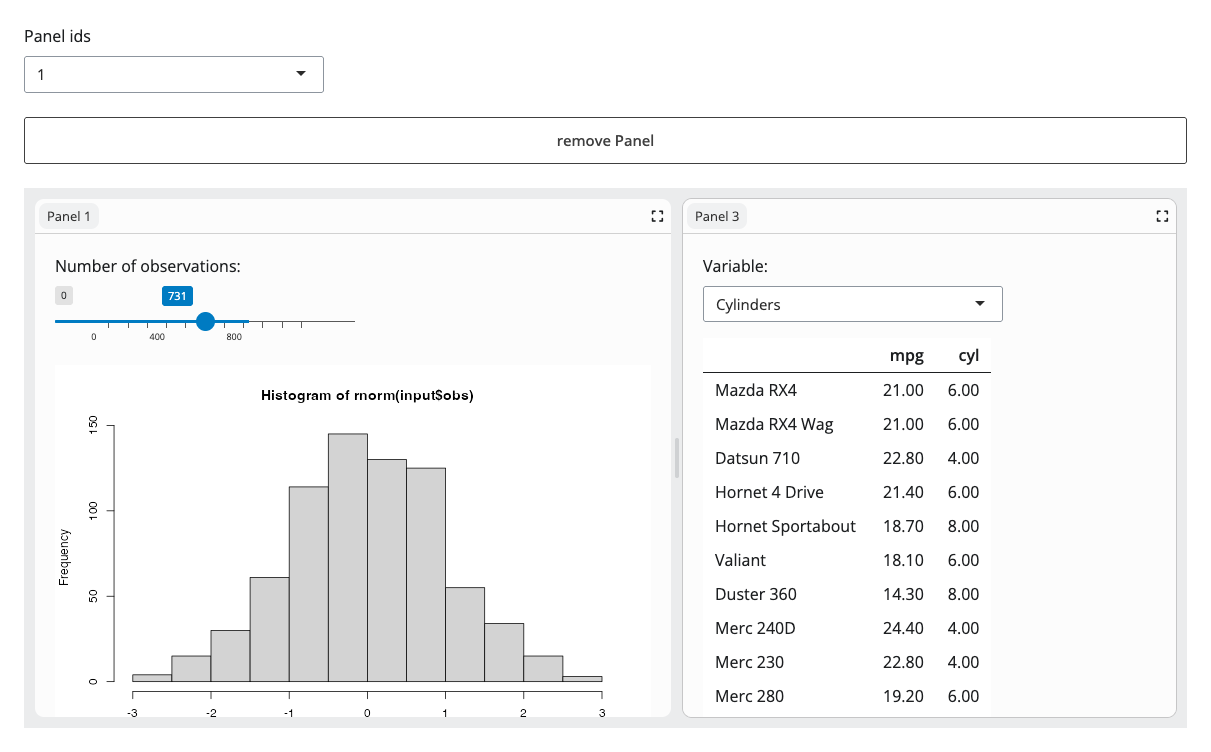 Panel ids
1
remove Panel
Panel 1
Number of observations:
0
731
0 400 800
Histogram of rnorm(input$obs)
Frequency
150
100
50
0
-3 -2 -1 0 1 2 3
Panel 3
Variable:
Cylinders
mpg cyl
Mazda RX4 21.00 6.00
Mazda RX4 Wag 21.00 6.00
Datsun 710 22.80 4.00
Hornet 4 Drive 21.40 6.00
Hornet Sportabout 18.70 8.00
Valiant 18.10 6.00
Duster 360 14.30 8.00
Merc 240D 24.40 4.00
Merc 230 22.80 4.00
Merc 280 19.20 6.00